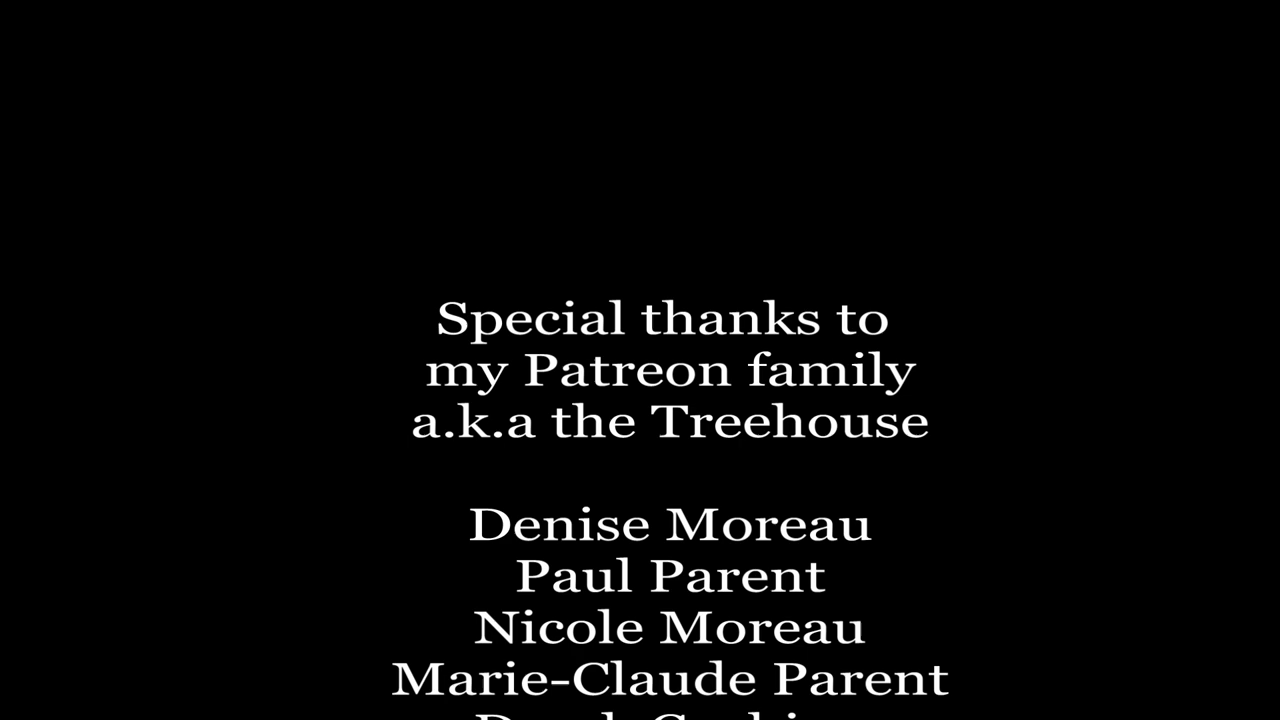 Special thanks to
my Patreon family
a.k.a the Treehouse
Denise Moreau
Paul Parent
Nicole Moreau
Marie-Claude Parent